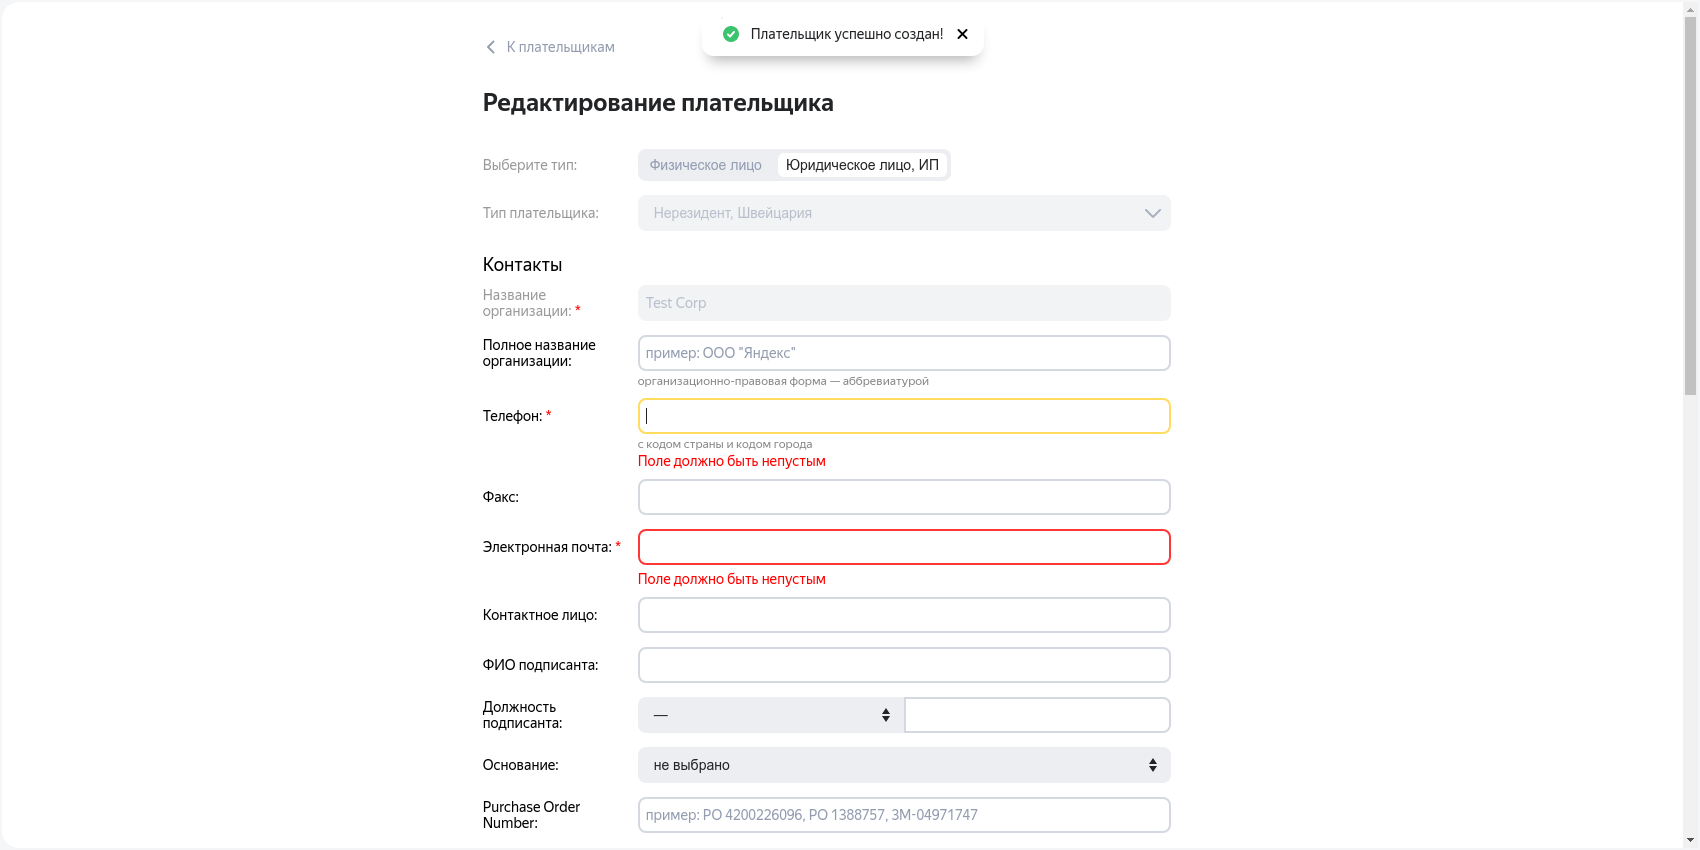 Плательщик успешно создан!
К плательщикам
Редактирование плательщика
Выберите тип:
Физическое лицо
Юридическое лицо, ИП
Тип плательщика:
Нерезидент, Швейцария
Контакты
Название
организации: *
Test Corp
Полное название
организации:
пример: ООО "Яндекс"
организационно-правовая форма — аббревиатурой
Телефон: *
с кодом страны и кодом города
Поле должно быть непустым
Факс:
Электронная почта: *
Поле должно быть непустым
Контактное лицо:
ФИО подписанта:
Должность
подписанта:
—
Основание:
не выбрано
Purchase Order
Number:
пример: PO 4200226096, PO 1388757, ЗМ-04971747